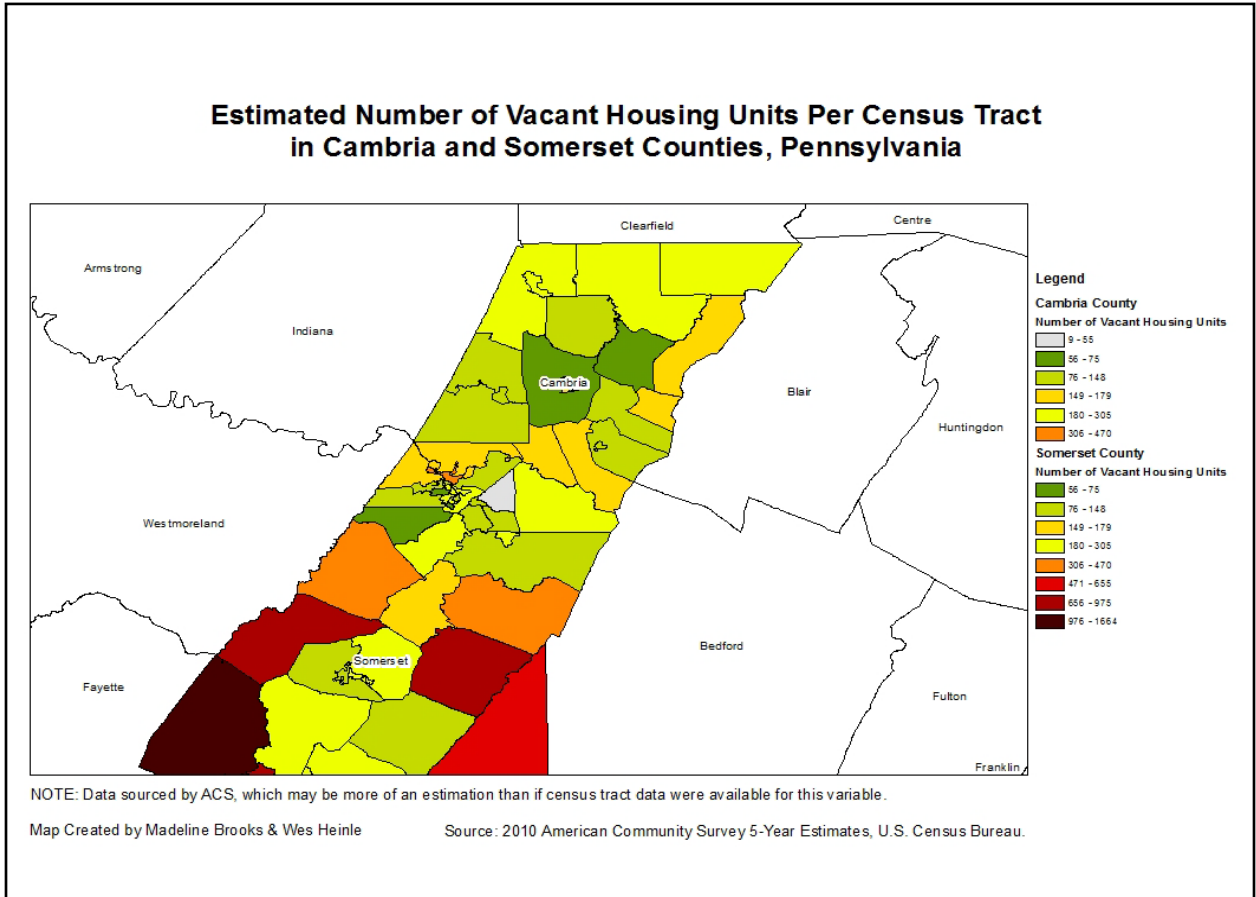 Estimated Number of Vacant Housing Units Per Census Tract
in Cambria and Somerset Counties, Pennsylvania
Clearfield
Centre
Armstrong
Indiana
Cambria
Blair
Huntingdon
Westmoreland
Bedford
Somerset
Fayette
Fulton
Franklin
Legend
Cambria County
Number of Vacant Housing Units
9 - 55
56 - 75
76 - 148
149 - 179
180 - 305
306 - 470
Somerset County
Number of Vacant Housing Units
56 - 75
76 - 148
149 - 179
180 - 305
306 - 470
471 - 655
656 - 975
976 - 1664
NOTE: Data sourced by ACS, which may be more of an estimation than if census tract data were available for this variable.
Map Created by Madeline Brooks & Wes Heinle
Source: 2010 American Community Survey 5-Year Estimates, U.S. Census Bureau.